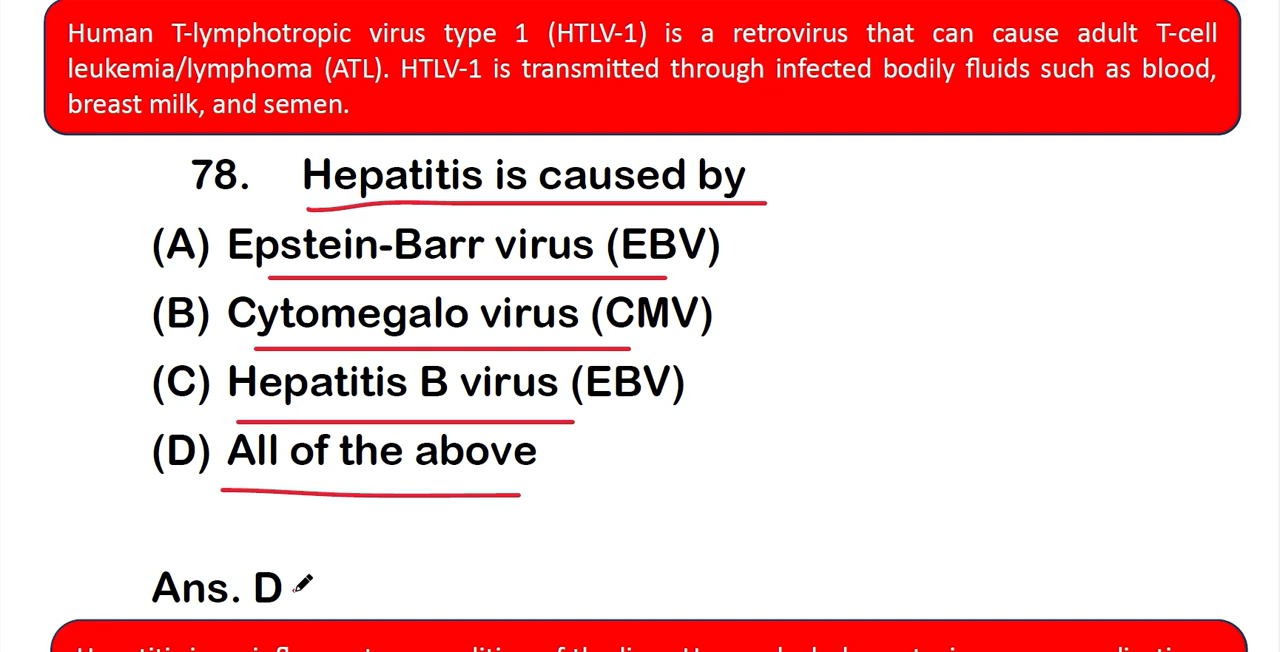 Human T-lymphotropic virus type 1 (HTLV-1) is a retrovirus that can cause adult T-cell
leukemia/lymphoma (ATL). HTLV-1 is transmitted through infected bodily fluids such as blood,
breast milk, and semen.
78. Hepatitis is caused by
(A) Epstein-Barr virus (EBV)
(B) Cytomegalo virus (CMV)
(C) Hepatitis B virus (EBV)
(D) All of the above
Ans. D